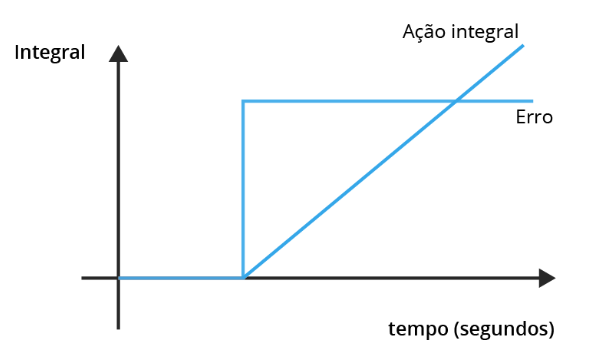 Ação integral
Integral
Erro
tempo (segundos)